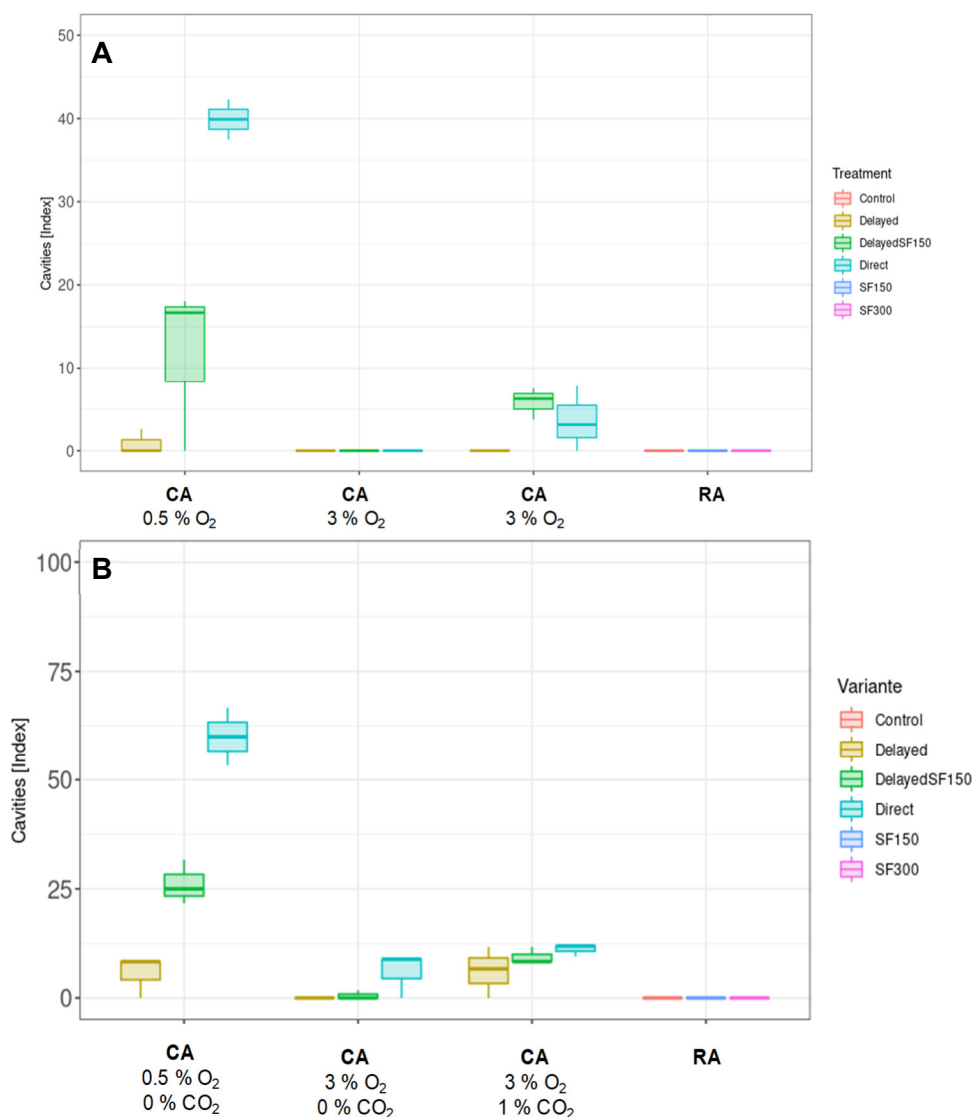 A
50
40
30
20
10
0
Cavities [Index]
CA CA CA RA
0.5 % O₂ 3 % O₂ 3 % O₂
Treatment
Control
Delayed
DelayedSF150
Direct
SF150
SF300
B
100
75
50
25
0
Cavities [Index]
CA CA CA RA
0.5 % O₂ 3 % O₂ 3 % O₂
0 % CO₂ 0 % CO₂ 1 % CO₂
Variante
Control
Delayed
DelayedSF150
Direct
SF150
SF300